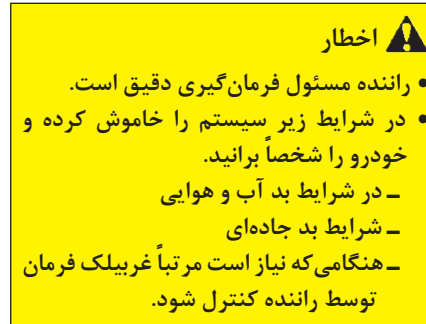 اخطار
• راننده مسئول فرمان‌گیری دقیق است.
• در شرایط زیر سیستم را خاموش کرده و
خودرو را شخصاً برانید.
ـ در شرایط بد آب و هوایی
ـ شرایط بد جاده‌ای
ـ هنگامی‌که نیاز است مرتباً غربیلک فرمان
توسط راننده کنترل شود.